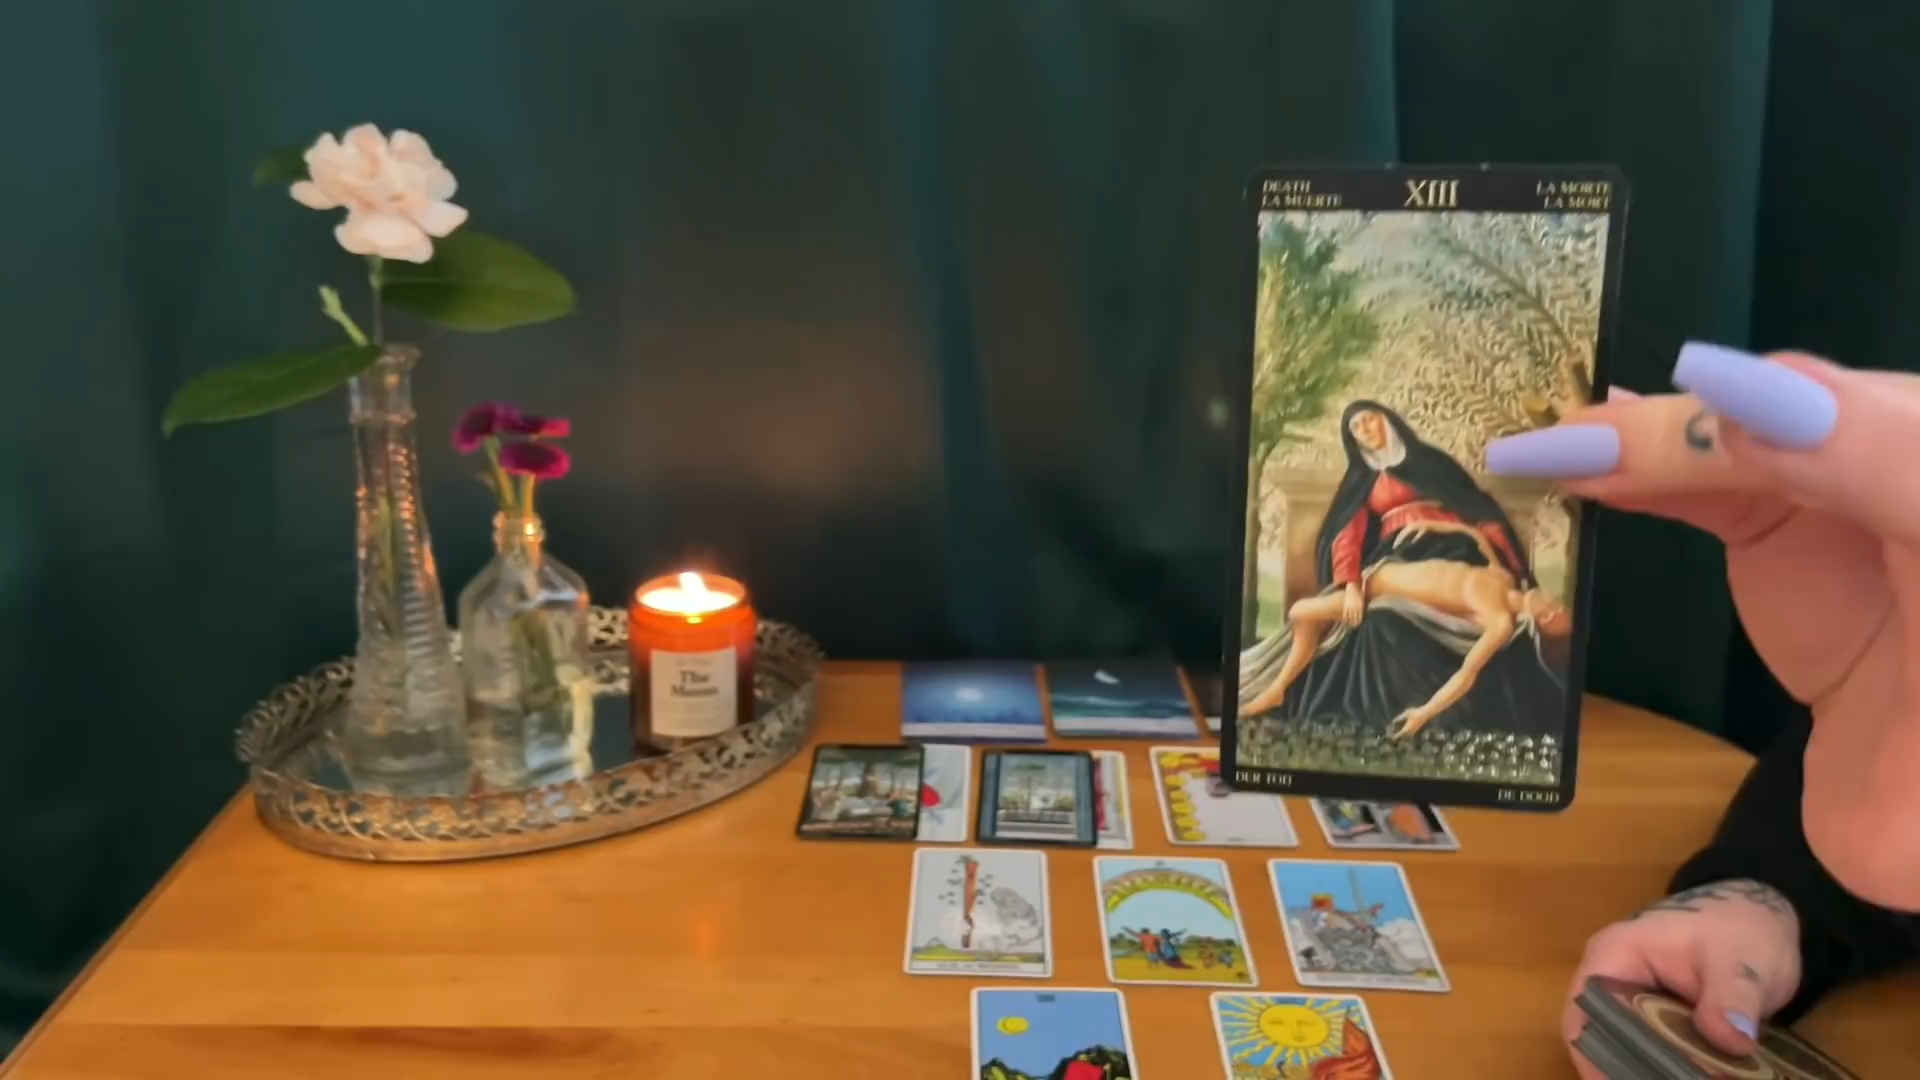 DEATH
LA MUERTE
XIII
LA MORTE
LA MORT
DER TOD
DE DOOD
The
Moon